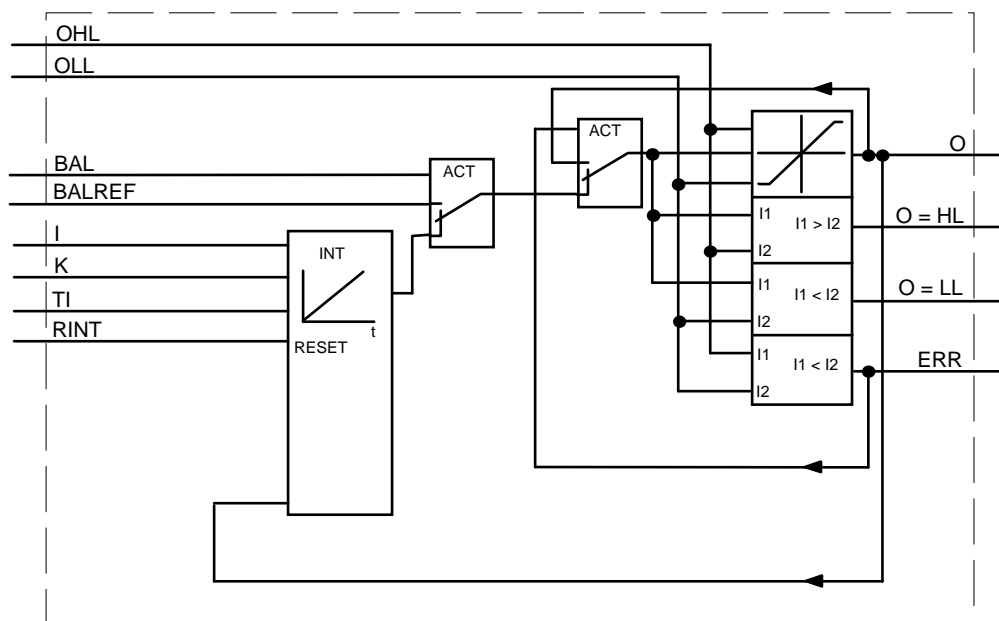 OHL
OLL
BAL
BALREF
I
K
TI
RINT
INT
t
RESET
ACT
ACT
I1
I1 > I2
I2
I1
I1 < I2
I2
I1
I1 < I2
I2
O
O = HL
O = LL
ERR